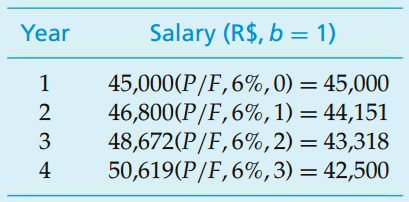 Year Salary (R$, b = 1)
1 45,000(P/F, 6%, 0) = 45,000
2 46,800(P/F, 6%, 1) = 44,151
3 48,672(P/F, 6%, 2) = 43,318
4 50,619(P/F, 6%, 3) = 42,500